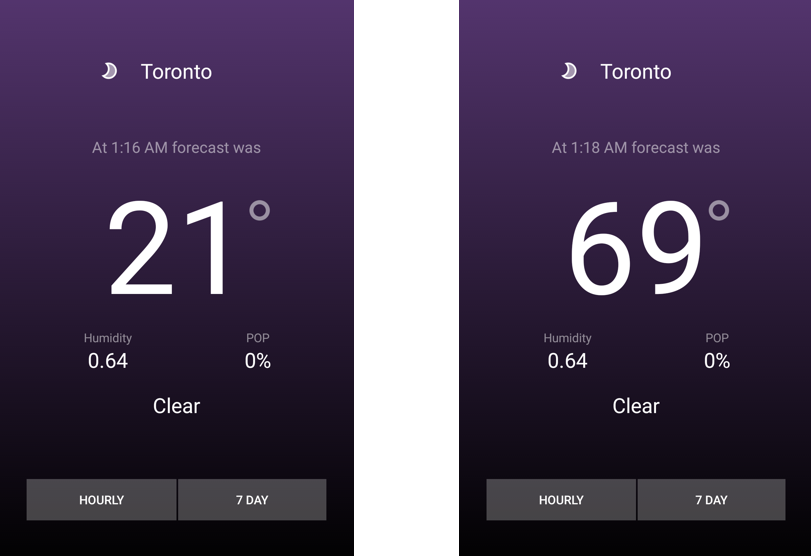 Toronto
At 1:16 AM forecast was
21°
Humidity POP
0.64 0%
Clear
HOURLY 7 DAY
Toronto
At 1:18 AM forecast was
69°
Humidity POP
0.64 0%
Clear
HOURLY 7 DAY